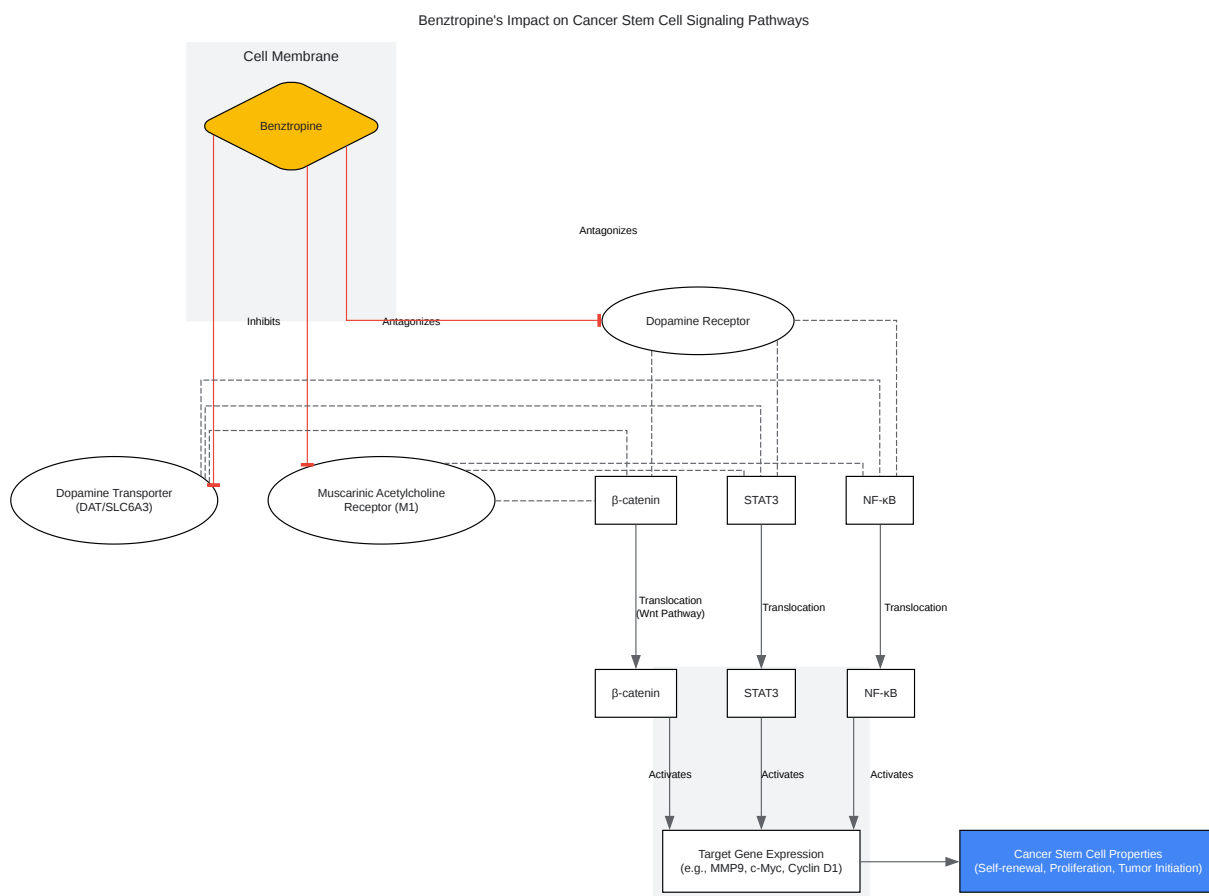 Benztropine's Impact on Cancer Stem Cell Signaling Pathways
Cell Membrane
Benztropine
Antagonizes
Inhibits
Antagonizes
Dopamine Receptor
Dopamine Transporter
(DAT/SLC6A3)
Muscarinic Acetylcholine
Receptor (M1)
β-catenin
STAT3
NF-κB
Translocation
(Wnt Pathway)
Translocation
Translocation
β-catenin
STAT3
NF-κB
Activates
Activates
Activates
Target Gene Expression
(e.g., MMP9, c-Myc, Cyclin D1)
Cancer Stem Cell Properties
(Self-renewal, Proliferation, Tumor Initiation)